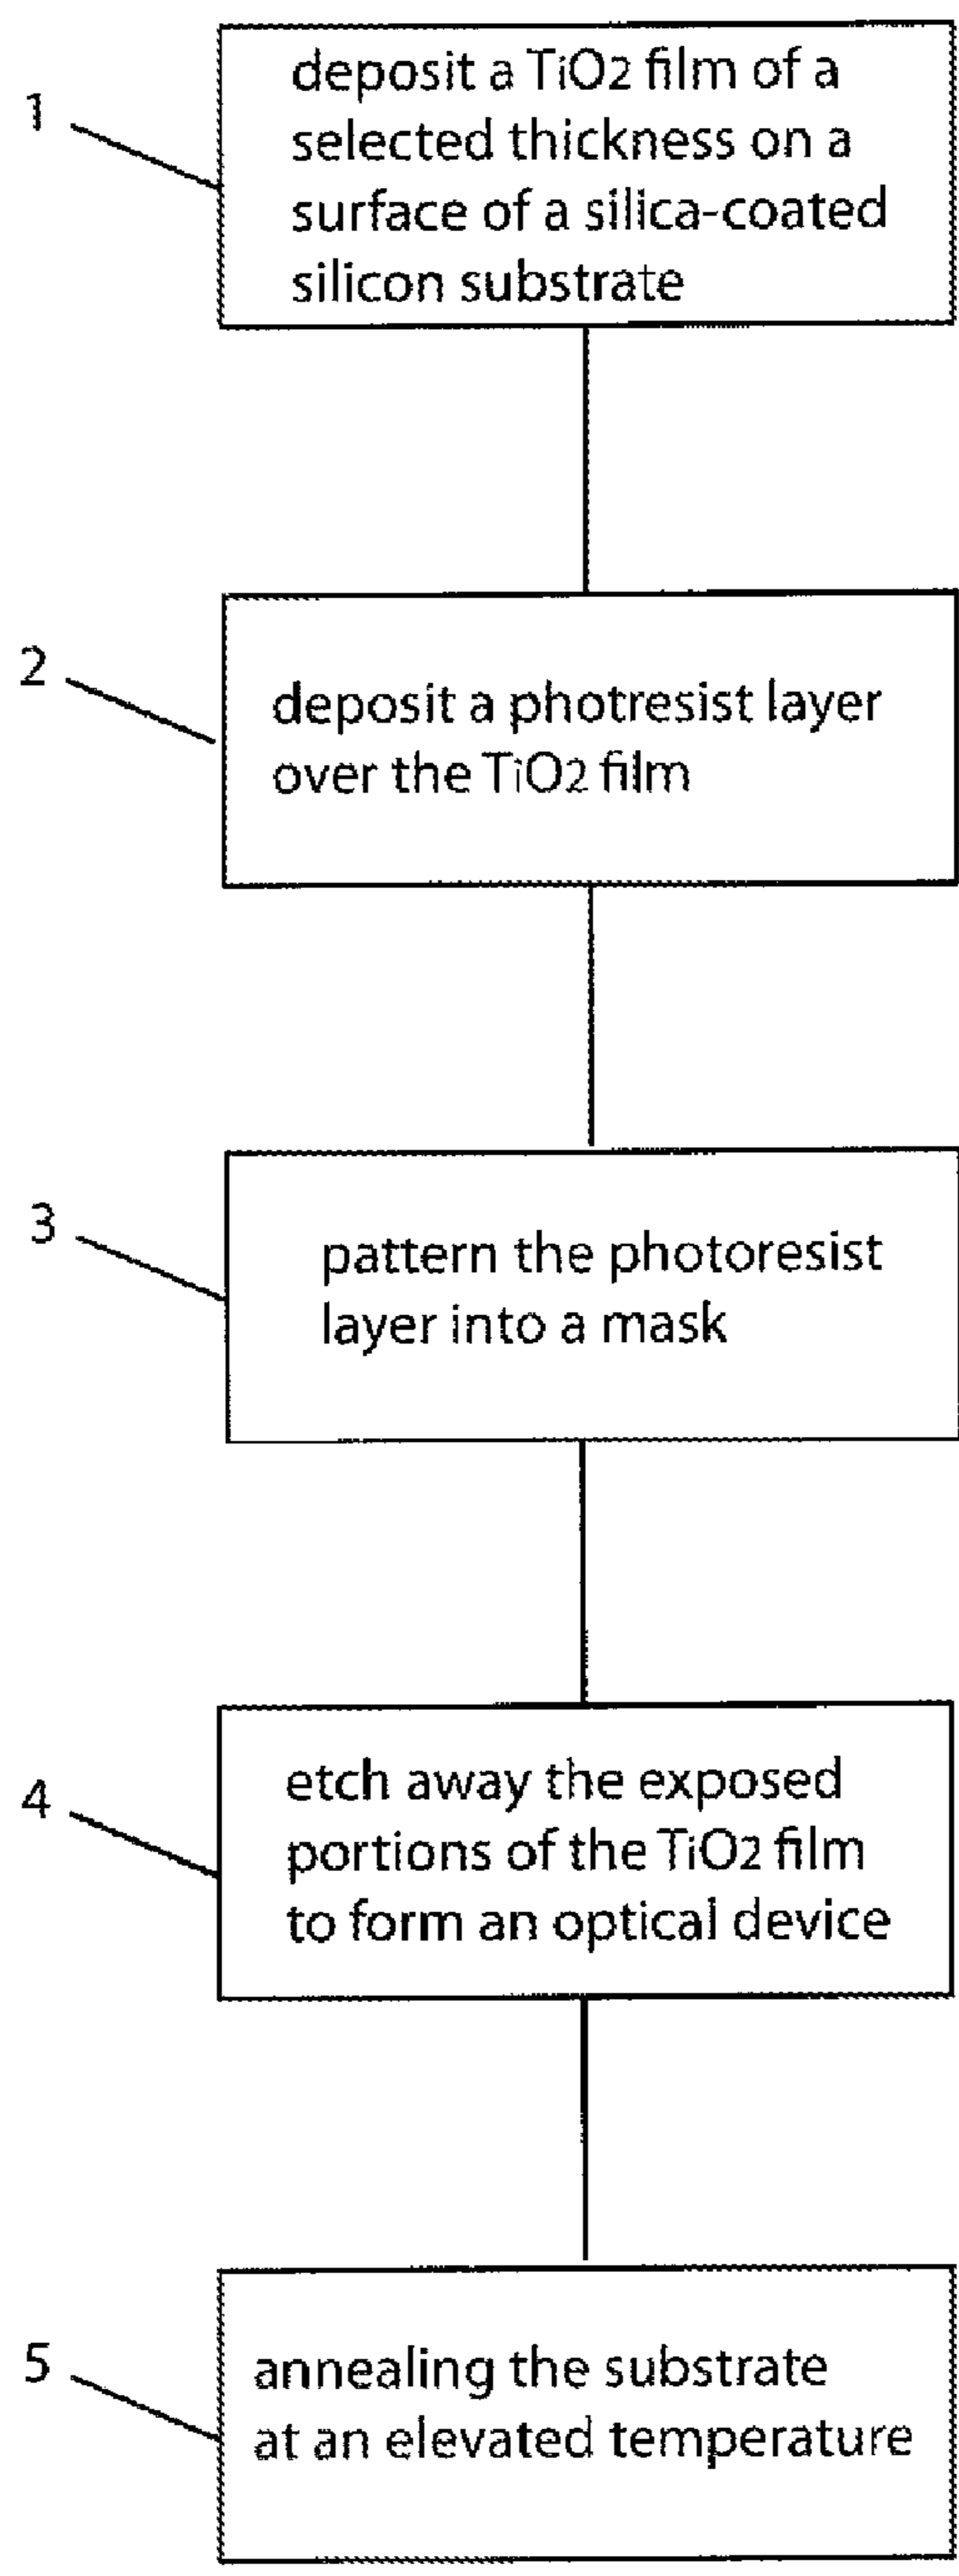 1
deposit a TiO2 film of a
selected thickness on a
surface of a silica-coated
silicon substrate
2
deposit a photresist layer
over the TiO2 film
3
pattern the photoresist
layer into a mask
4
etch away the exposed
portions of the TiO2 film
to form an optical device
5
annealing the substrate
at an elevated temperature